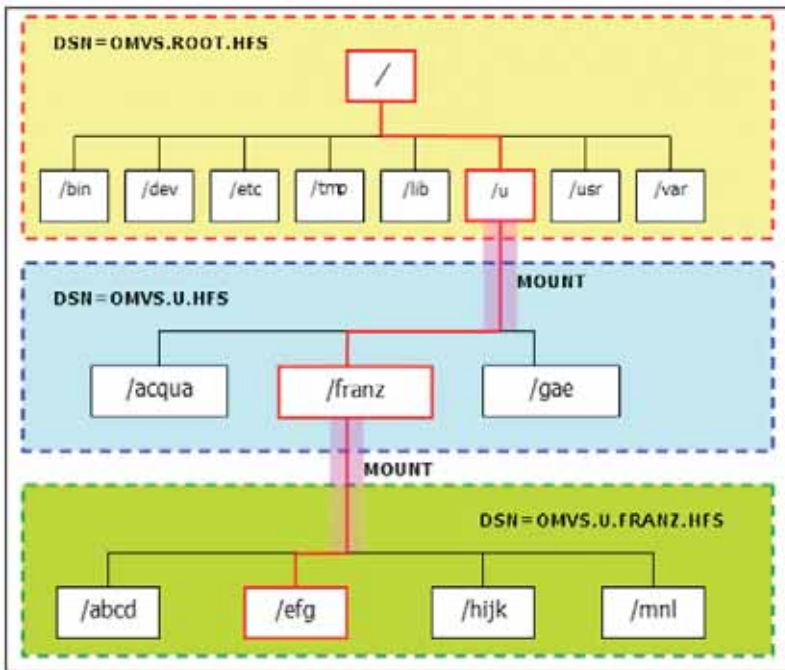 DSN=OMVS.ROOT.HFS
/
/bin /dev /etc /tmp /lib /u /usr /var
MOUNT
DSN=OMVS.U.HFS
/acqua /franz /gae
MOUNT
DSN=OMVS.U.FRANZ.HFS
/abcd /efg /hijk /mnl